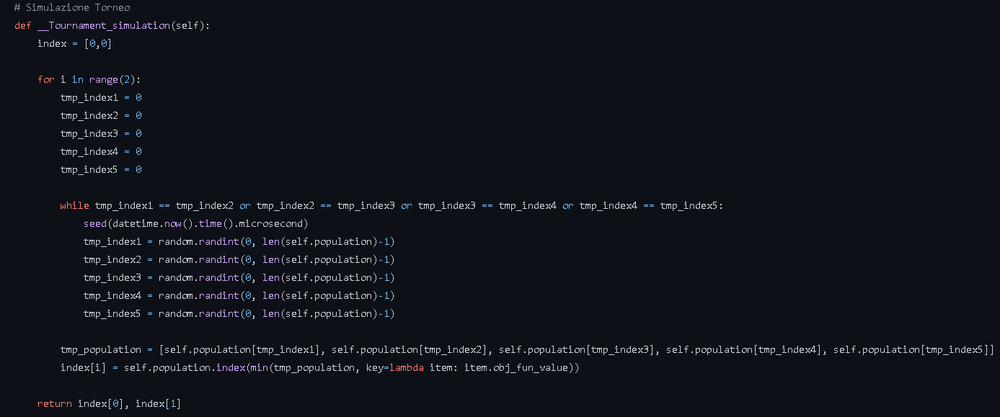 # Simulazione Torneo
def __Tournament_simulation(self):
    index = [0,0]

    for i in range(2):
        tmp_index1 = 0
        tmp_index2 = 0
        tmp_index3 = 0
        tmp_index4 = 0
        tmp_index5 = 0

        while tmp_index1 == tmp_index2 or tmp_index2 == tmp_index3 or tmp_index3 == tmp_index4 or tmp_index4 == tmp_index5:
            seed(datetime.now().time().microsecond)
            tmp_index1 = random.randint(0, len(self.population)-1)
            tmp_index2 = random.randint(0, len(self.population)-1)
            tmp_index3 = random.randint(0, len(self.population)-1)
            tmp_index4 = random.randint(0, len(self.population)-1)
            tmp_index5 = random.randint(0, len(self.population)-1)

        tmp_population = [self.population[tmp_index1], self.population[tmp_index2], self.population[tmp_index3], self.population[tmp_index4], self.population[tmp_index5]]
        index[i] = self.population.index(min(tmp_population, key=lambda item: item.obj_fun_value))

    return index[0], index[1]